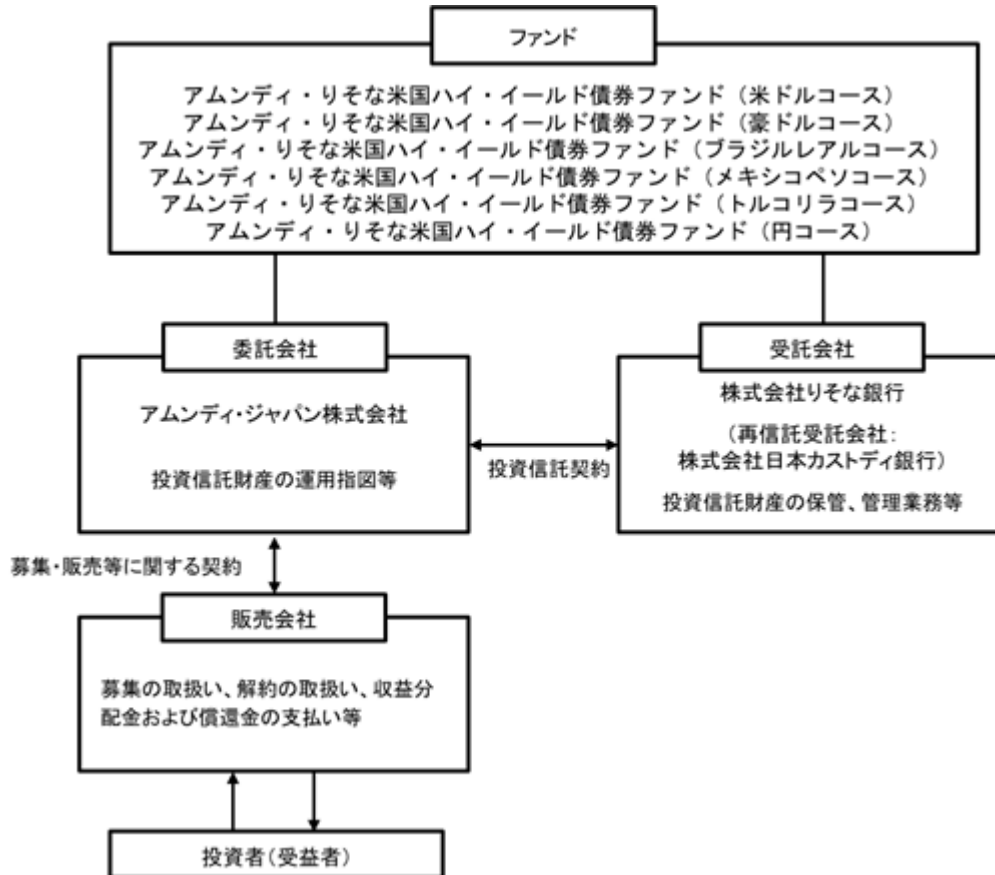 ファンド
アムンディ・りそな米国ハイ・イールド債券ファンド（米ドルコース）
アムンディ・りそな米国ハイ・イールド債券ファンド（豪ドルコース）
アムンディ・りそな米国ハイ・イールド債券ファンド（ブラジルレアルコース）
アムンディ・りそな米国ハイ・イールド債券ファンド（メキシコペソコース）
アムンディ・りそな米国ハイ・イールド債券ファンド（トルコリラコース）
アムンディ・りそな米国ハイ・イールド債券ファンド（円コース）
委託会社
アムンディ・ジャパン株式会社
投資信託財産の運用指図等
投資信託契約
受託会社
株式会社りそな銀行
（再信託受託会社：
株式会社日本カストディ銀行）
投資信託財産の保管、管理業務等
募集・販売等に関する契約
販売会社
募集の取扱い、解約の取扱い、収益分
配金および償還金の支払い等
投資者（受益者）